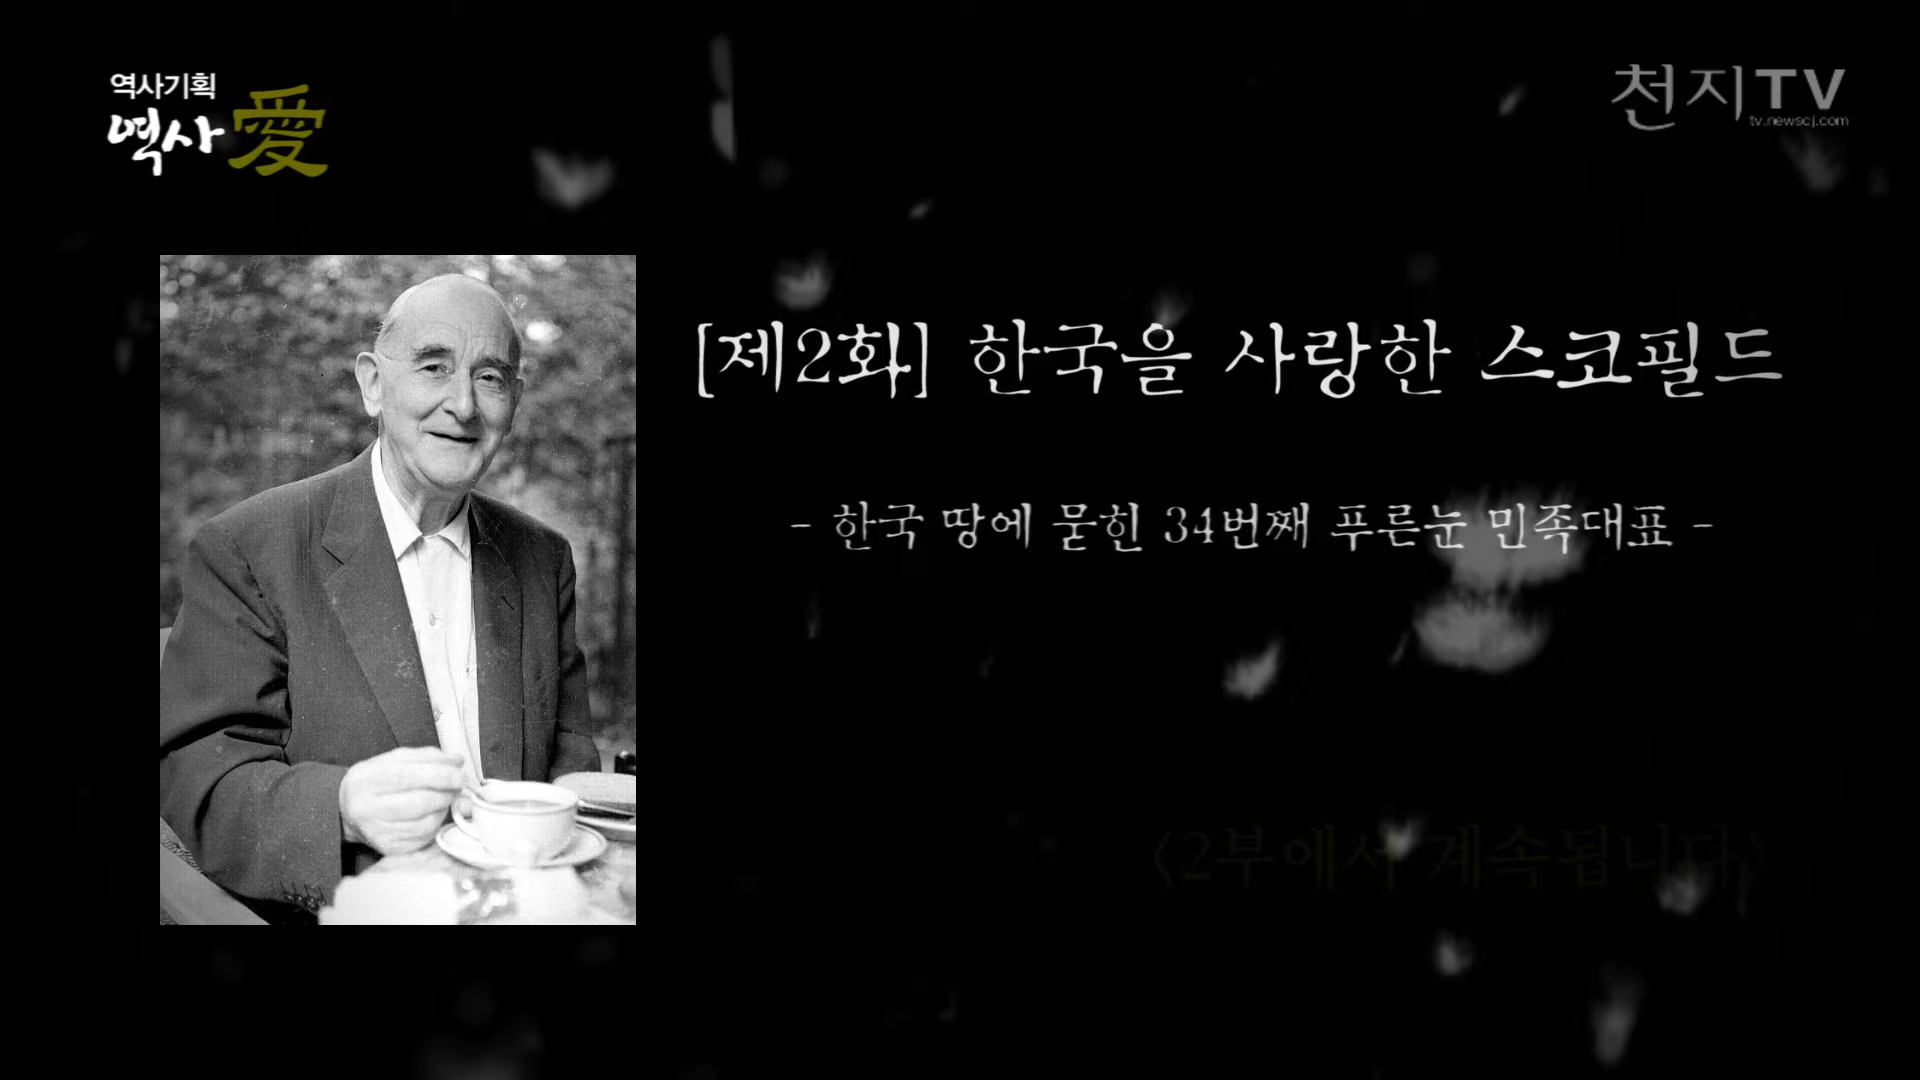 역사기획
역사 愛
천지TV
tv.newscj.com
[제2화] 한국을 사랑한 스코필드
- 한국 땅에 묻힌 34번째 푸른눈 민족대표 -
<2부에서 계속됩니다>